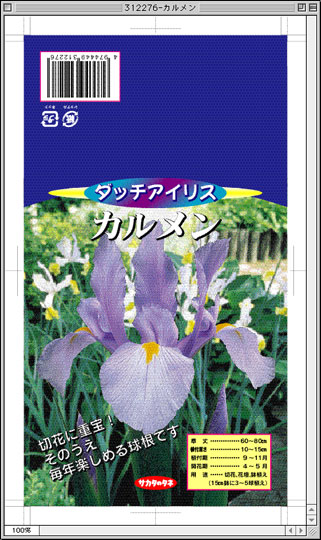 312276-カルメン
4 974449 312276
ダッチアイリス
カルメン
切花に重宝！
そのうえ
毎年楽しめる球根です
サカタのタネ
草丈……………60〜80㎝
植付深さ…………10〜15㎝
植付期……………9〜11月
開花期……………4〜5月
用途……切花,花壇,鉢植え
(15㎝鉢に3〜5球植え)
100%